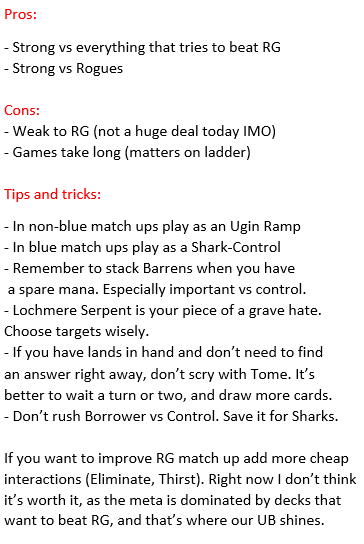 Pros:
- Strong vs everything that tries to beat RG
- Strong vs Rogues
Cons:
- Weak to RG (not a huge deal today IMO)
- Games take long (matters on ladder)
Tips and tricks:
- In non-blue match ups play as an Ugin Ramp
- In blue match ups play as a Shark-Control
- Remember to stack Barrens when you have
a spare mana. Especially important vs control.
- Lochmere Serpent is your piece of a grave hate.
Choose targets wisely.
- If you have lands in hand and don’t need to find
an answer right away, don’t scry with Tome. It’s
better to wait a turn or two, and draw more cards.
- Don’t rush Borrower vs Control. Save it for Sharks.
If you want to improve RG match up add more cheap
interactions (Eliminate, Thirst). Right now I don’t think
it’s worth it, as the meta is dominated by decks that
want to beat RG, and that’s where our UB shines.